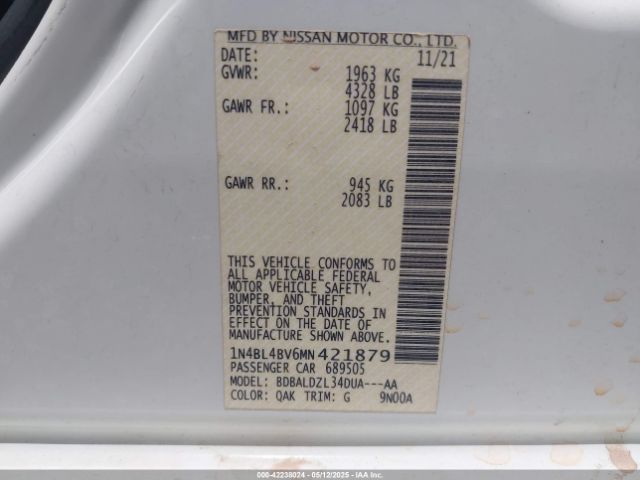 MFD BY NISSAN MOTOR CO., LTD.
DATE: 11/21
GVWR: 1963 KG
4328 LB
GAWR FR.: 1097 KG
2418 LB
GAWR RR.: 945 KG
2083 LB
THIS VEHICLE CONFORMS TO
ALL APPLICABLE FEDERAL
MOTOR VEHICLE SAFETY,
BUMPER, AND THEFT
PREVENTION STANDARDS IN
EFFECT ON THE DATE OF
MANUFACTURE SHOWN ABOVE.
1N4BL4BV6MN421879
PASSENGER CAR 689505
MODEL: BDBALDZL34DUA---AA
COLOR: QAK TRIM: G 9N00A
000-42238024 | 05/12/2025 | IAAI.COM